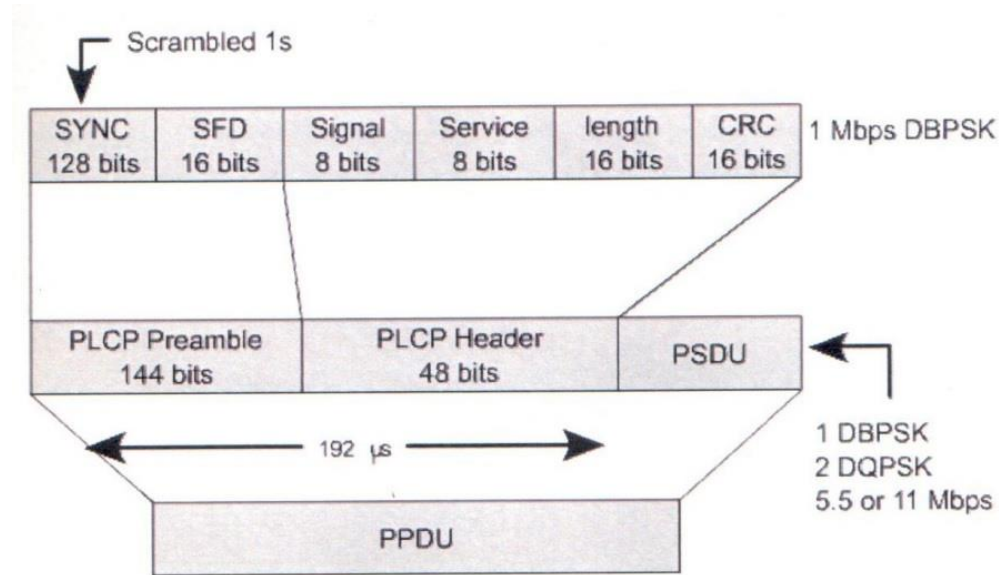 Scrambled 1s
SYNC
128 bits
SFD
16 bits
Signal
8 bits
Service
8 bits
length
16 bits
CRC
16 bits
1 Mbps DBPSK
PLCP Preamble
144 bits
PLCP Header
48 bits
PSDU
192 µs
1 DBPSK
2 DQPSK
5.5 or 11 Mbps
PPDU